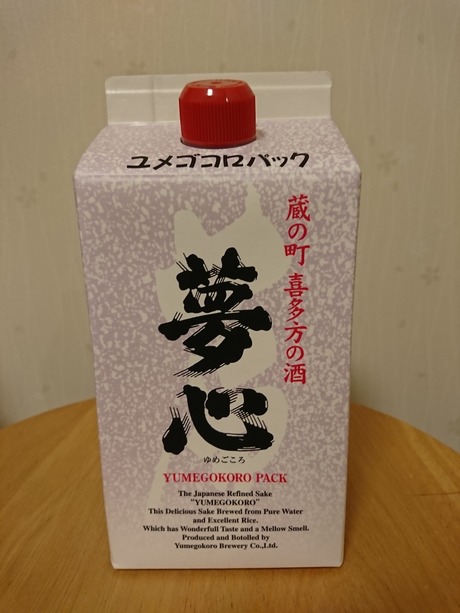 ユメゴコロパック
蔵の町 喜多方の酒
夢心
ゆめごころ
YUMEGOKORO PACK
The Japanese Refined Sake
"YUMEGOKORO"
This Delicious Sake Brewed from Pure Water
and Excellent Rice.
Which has Wonderfull Taste and a Mellow Smell.
Produced and Botolled by
Yumegokoro Brewery Co.,Ltd.